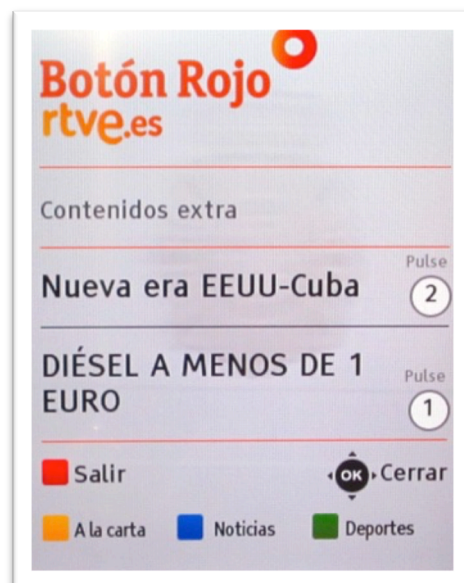 Botón Rojo
rtve.es
Contenidos extra
Pulse
Nueva era EEUU-Cuba
2
DIÉSEL A MENOS DE 1
EURO
Pulse
1
Salir
OK Cerrar
A la carta Noticias Deportes